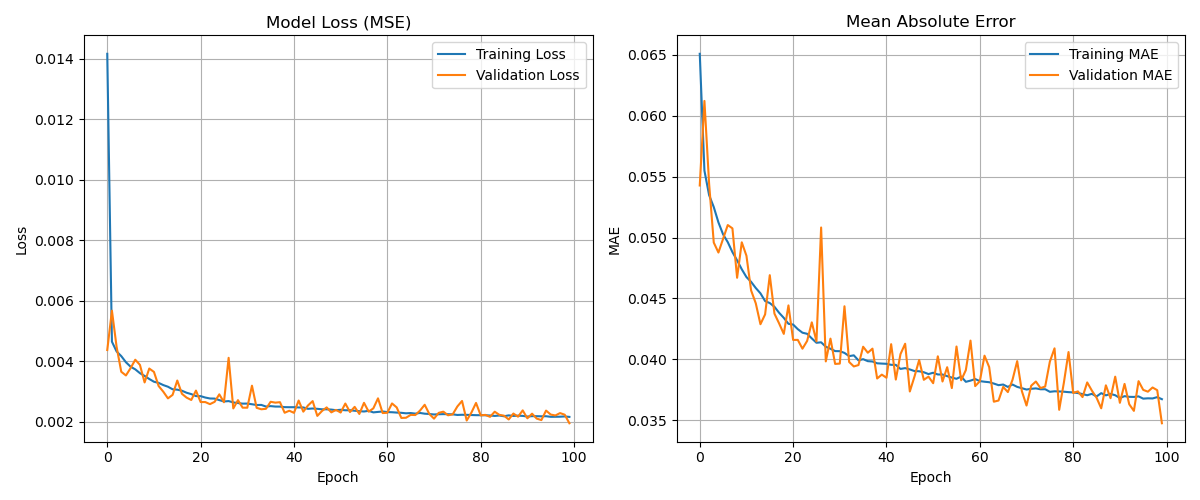 Model Loss (MSE)
Training Loss
Validation Loss
0.014
0.012
0.010
0.008
0.006
0.004
0.002
Loss
0 20 40 60 80 100
Epoch
Mean Absolute Error
Training MAE
Validation MAE
0.065
0.060
0.055
0.050
0.045
0.040
0.035
MAE
0 20 40 60 80 100
Epoch